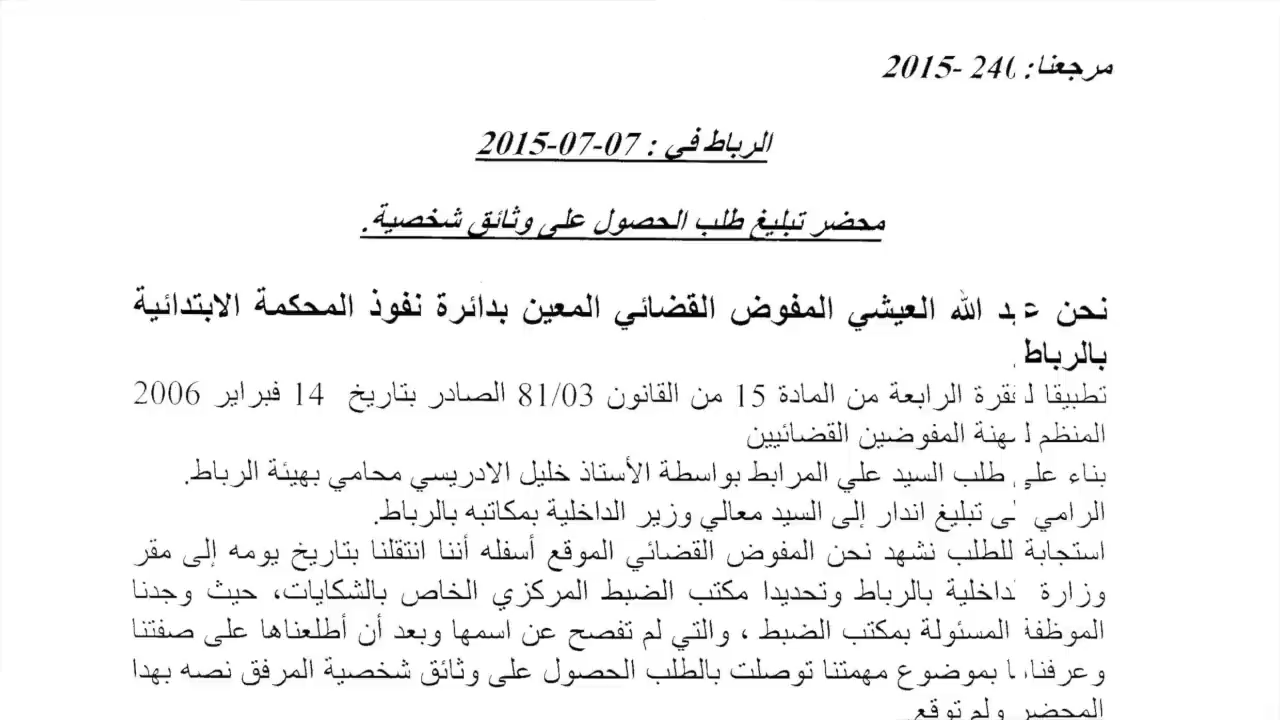 مرجعنا: 240 -2015
الرباط في : 07-07-2015
محضر تبليغ طلب الحصول على وثائق شخصية.
نحن عبد الله العيشي المفوض القضائي المعين بدائرة نفوذ المحكمة الابتدائية
بالرباط
تطبيقا للفقرة الرابعة من المادة 15 من القانون 81/03 الصادر بتاريخ 14 فبراير 2006
المنظم لمهنة المفوضين القضائيين
بناء على طلب السيد علي المرابط بواسطة الأستاذ خليل الادريسي محامي بهيئة الرباط.
الرامي إلى تبليغ اندار إلى السيد معالي وزير الداخلية بمكاتبه بالرباط.
استجابة للطلب نشهد نحن المفوض القضائي الموقع أسفله أننا انتقلنا بتاريخ يومه إلى مقر
وزارة الداخلية بالرباط وتحديدا مكتب الضبط المركزي الخاص بالشكايات، حيث وجدنا
الموظفة المسئولة بمكتب الضبط ، والتي لم تفصح عن اسمها وبعد أن أطلعناها على صفتنا
وعرفناها بموضوع مهمتنا توصلت بالطلب الحصول على وثائق شخصية المرفق نصه بهدا
المحضر ولم توقع.